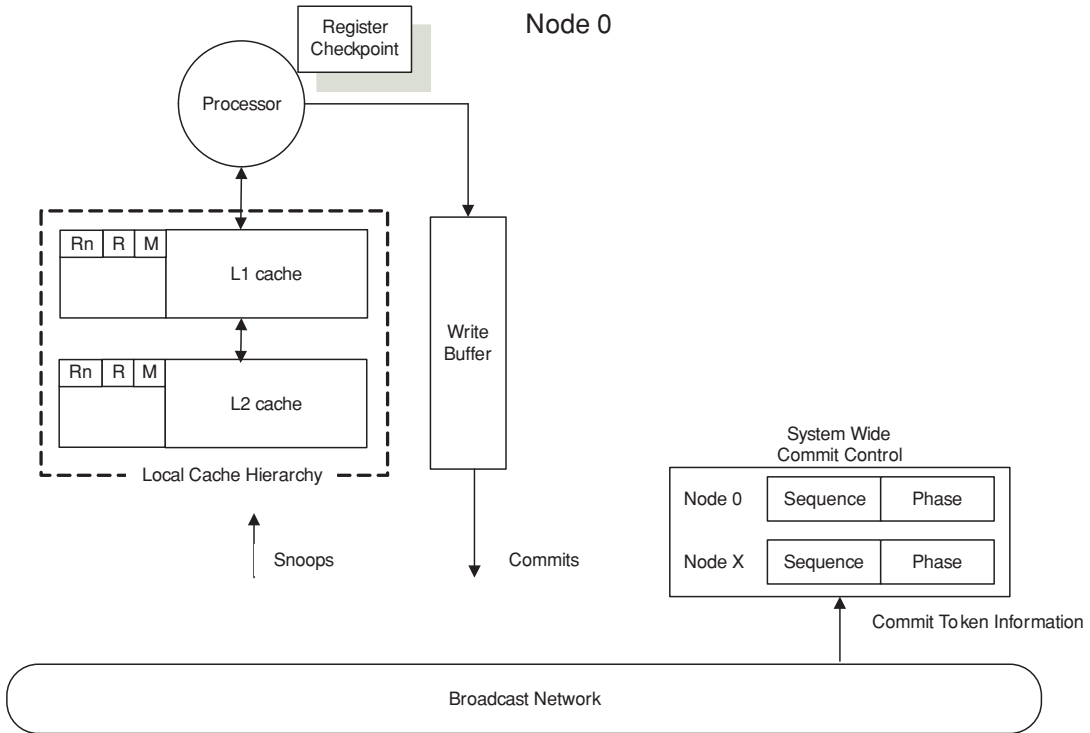 Node 0
Register
Checkpoint
Processor
Rn R M
L1 cache
Rn R M
L2 cache
Local Cache Hierarchy
Write
Buffer
Snoops
Commits
System Wide
Commit Control
Node 0 Sequence Phase
Node X Sequence Phase
Commit Token Information
Broadcast Network